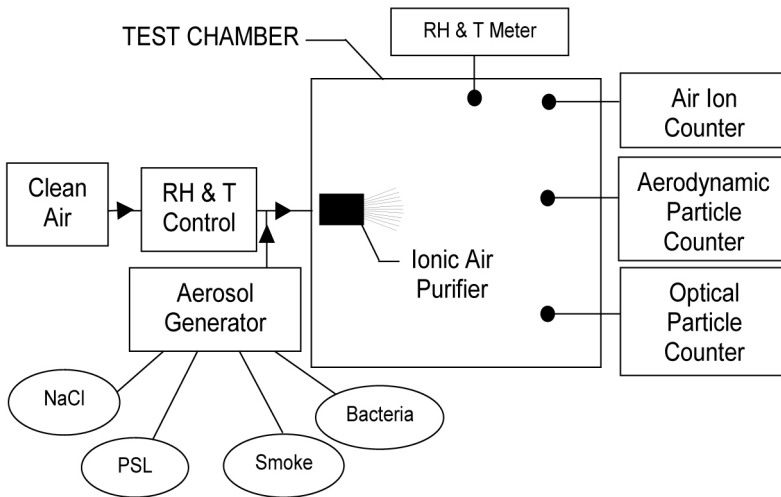 TEST CHAMBER
RH & T Meter
Air Ion
Counter
Clean
Air
RH & T
Control
Aerodynamic
Particle
Counter
Ionic Air
Purifier
Aerosol
Generator
Optical
Particle
Counter
NaCl
PSL
Smoke
Bacteria